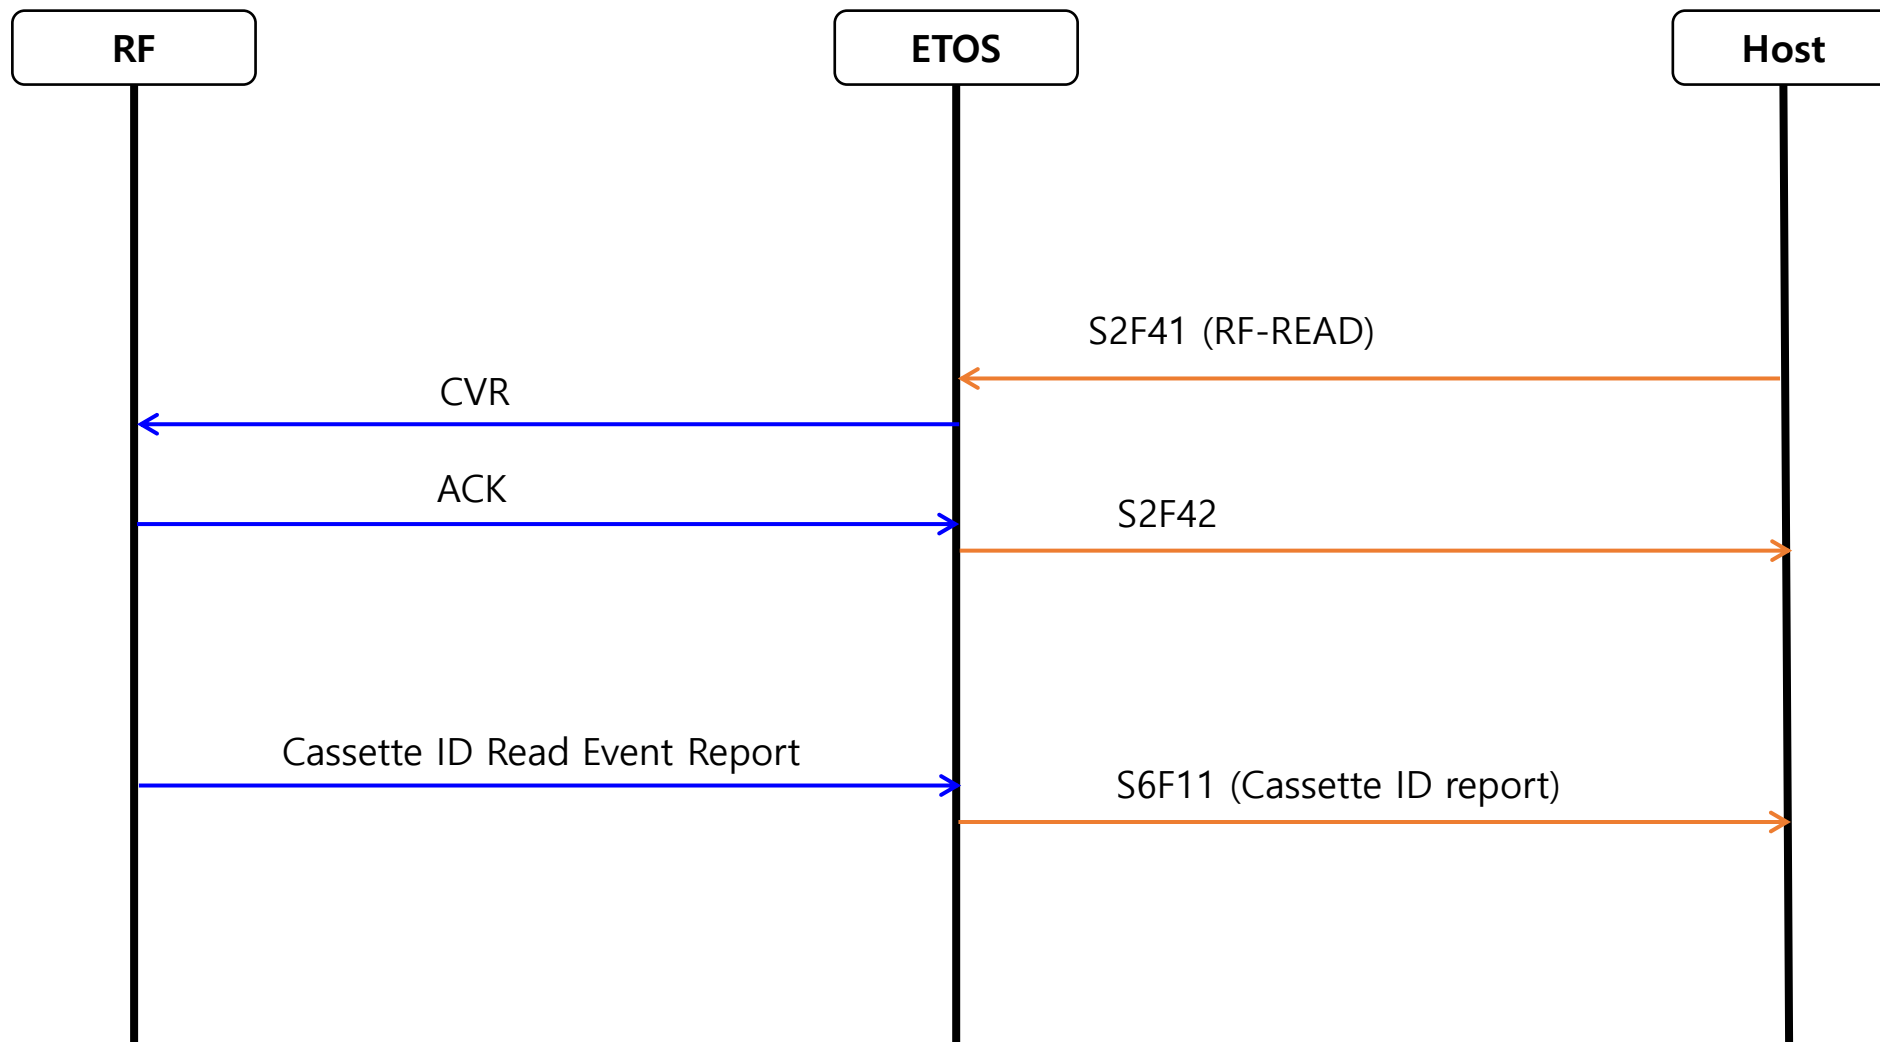 RF
ETOS
Host
S2F41 (RF-READ)
CVR
ACK
S2F42
Cassette ID Read Event Report
S6F11 (Cassette ID report)